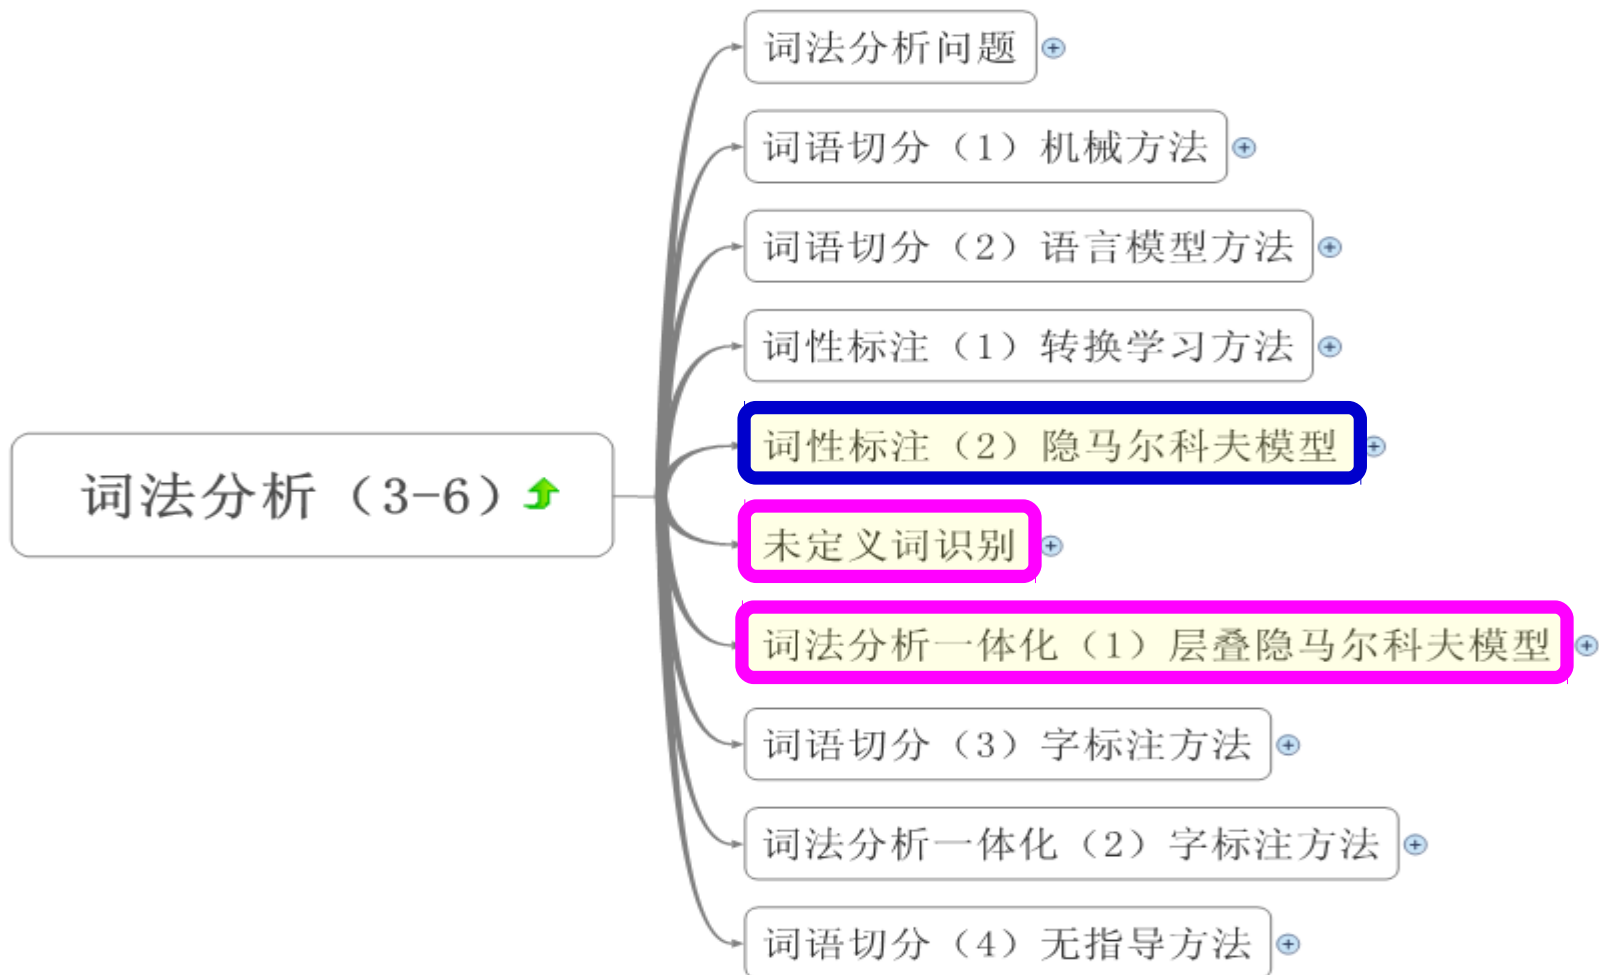 词法分析问题
词语切分（1）机械方法
词语切分（2）语言模型方法
词性标注（1）转换学习方法
词性标注（2）隐马尔科夫模型
词法分析（3-6）
未定义词识别
词法分析一体化（1）层叠隐马尔科夫模型
词语切分（3）字标注方法
词法分析一体化（2）字标注方法
词语切分（4）无指导方法